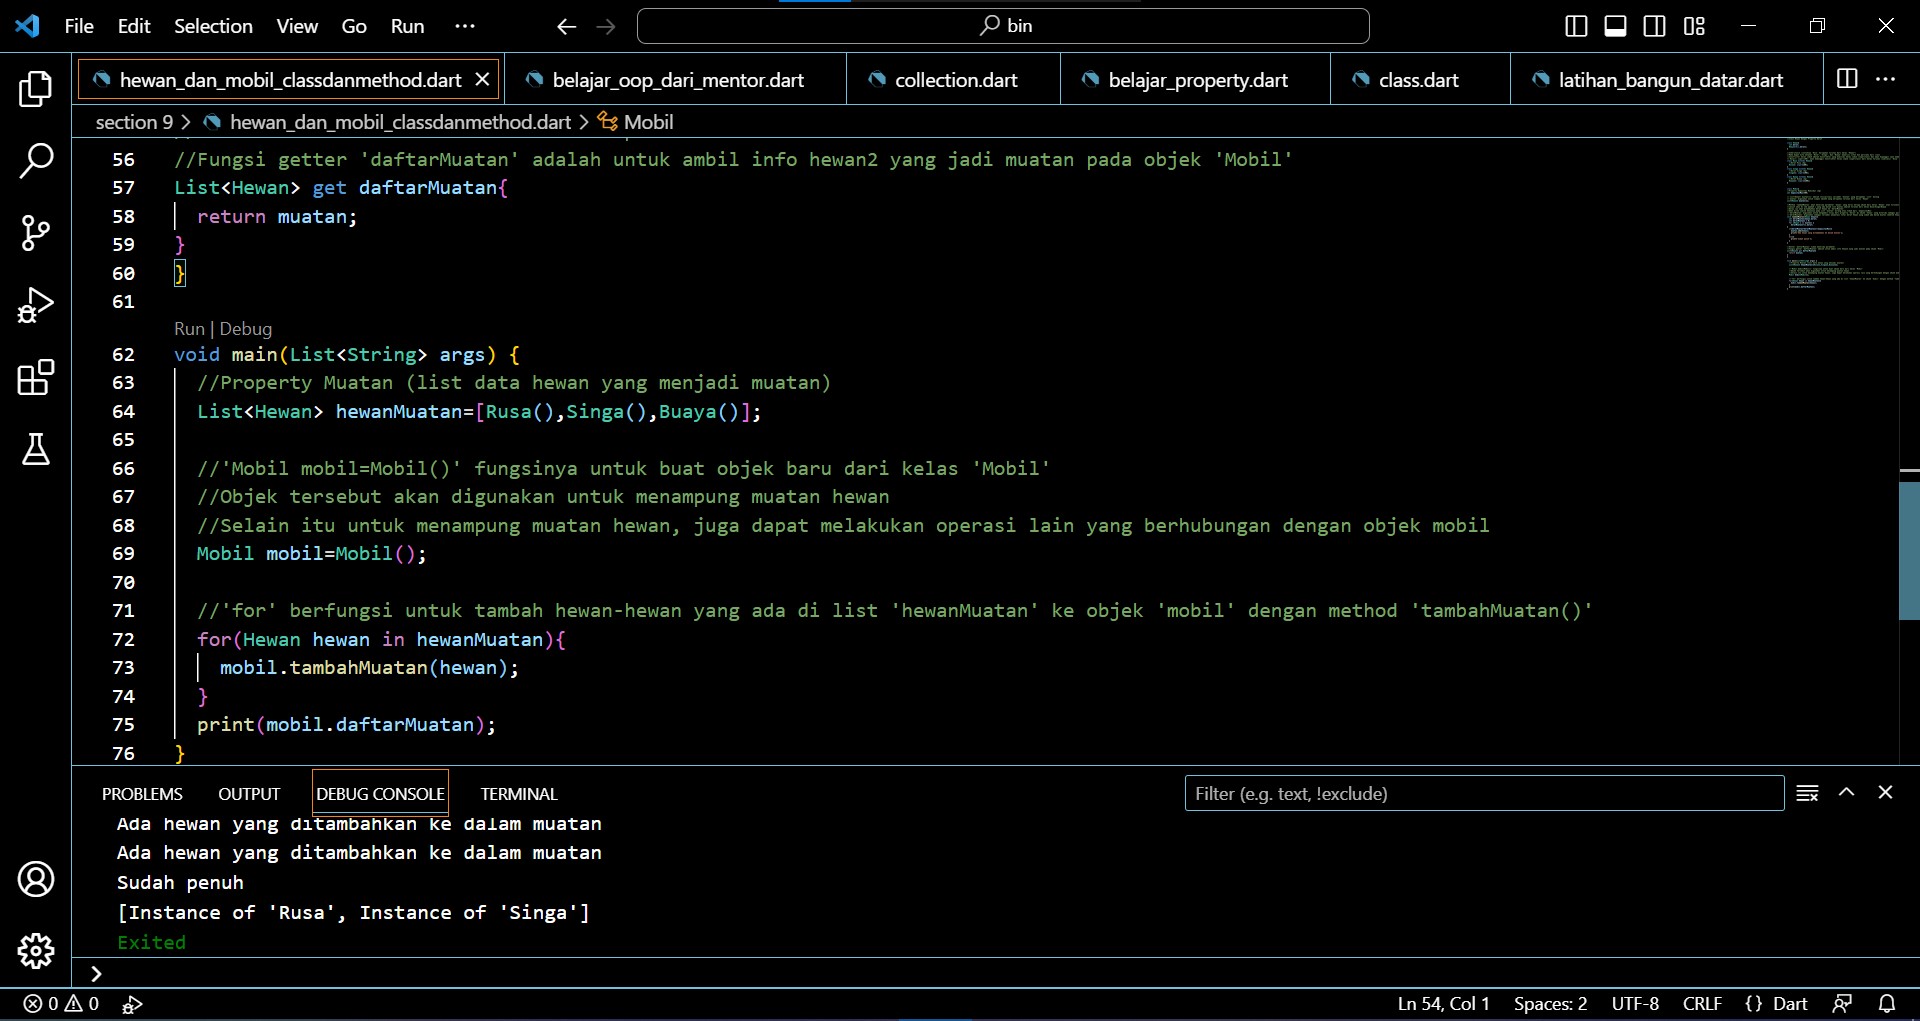 File Edit Selection View Go Run ··· bin
hewan_dan_mobil_classdanmethod.dart belajar_oop_dari_mentor.dart collection.dart belajar_property.dart class.dart latihan_bangun_datar.dart
section 9 > hewan_dan_mobil_classdanmethod.dart > Mobil
56 //Fungsi getter 'daftarMuatan' adalah untuk ambil info hewan2 yang jadi muatan pada objek 'Mobil'
57 List<Hewan> get daftarMuatan{
58 return muatan;
59 }
60 }
61
Run | Debug
62 void main(List<String> args) {
63 //Property Muatan (list data hewan yang menjadi muatan)
64 List<Hewan> hewanMuatan=[Rusa(),Singa(),Buaya()];
65
66 //'Mobil mobil=Mobil()' fungsinya untuk buat objek baru dari kelas 'Mobil'
67 //Objek tersebut akan digunakan untuk menampung muatan hewan
68 //Selain itu untuk menampung muatan hewan, juga dapat melakukan operasi lain yang berhubungan dengan objek mobil
69 Mobil mobil=Mobil();
70
71 //'for' berfungsi untuk tambah hewan-hewan yang ada di list 'hewanMuatan' ke objek 'mobil' dengan method 'tambahMuatan()'
72 for(Hewan hewan in hewanMuatan){
73 mobil.tambahMuatan(hewan);
74 }
75 print(mobil.daftarMuatan);
76 }
PROBLEMS OUTPUT DEBUG CONSOLE TERMINAL Filter (e.g. text, !exclude)
Ada hewan yang ditambahkan ke dalam muatan
Ada hewan yang ditambahkan ke dalam muatan
Sudah penuh
[Instance of 'Rusa', Instance of 'Singa']
Exited
>
0 0 Ln 54, Col 1 Spaces: 2 UTF-8 CRLF {} Dart